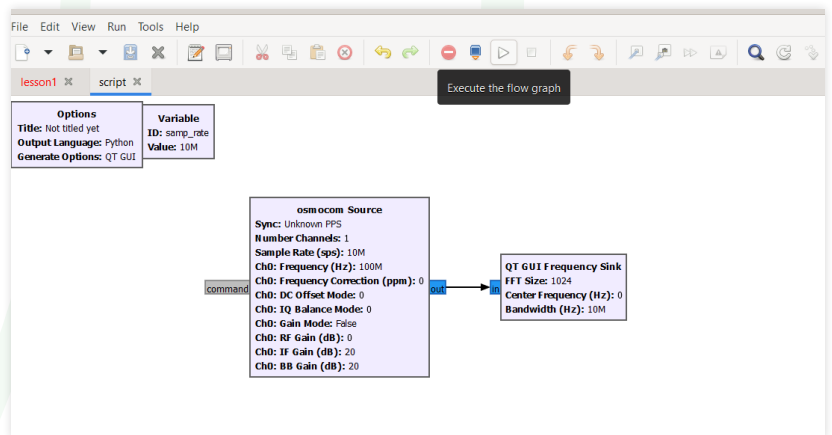 File Edit View Run Tools Help
lesson1 script
Execute the flow graph
Options
Title: Not titled yet
Output Language: Python
Generate Options: QT GUI
Variable
ID: samp_rate
Value: 10M
osmocom Source
Sync: Unknown PPS
Number Channels: 1
Sample Rate (sps): 10M
Ch0: Frequency (Hz): 100M
Ch0: Frequency Correction (ppm): 0
Ch0: DC Offset Mode: 0
Ch0: IQ Balance Mode: 0
Ch0: Gain Mode: False
Ch0: RF Gain (dB): 0
Ch0: IF Gain (dB): 20
Ch0: BB Gain (dB): 20
command
out
in
QT GUI Frequency Sink
FFT Size: 1024
Center Frequency (Hz): 0
Bandwidth (Hz): 10M